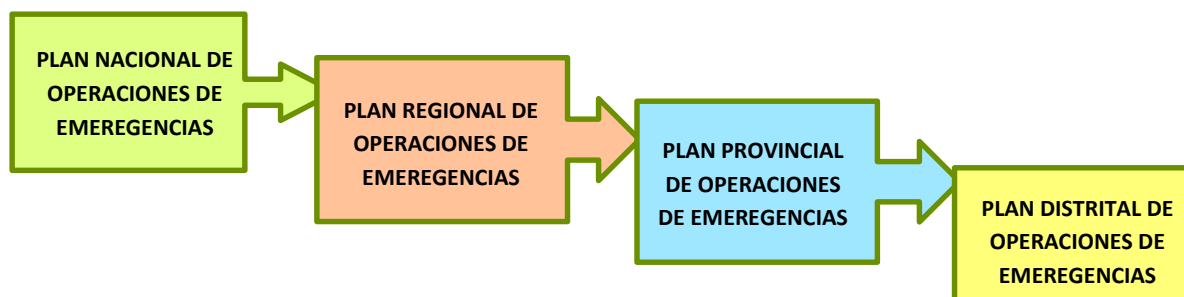 PLAN NACIONAL DE
OPERACIONES DE
EMEREGENCIAS
PLAN REGIONAL DE
OPERACIONES DE
EMEREGENCIAS
PLAN PROVINCIAL
DE OPERACIONES
DE EMEREGENCIAS
PLAN DISTRITAL DE
OPERACIONES DE
EMEREGENCIAS